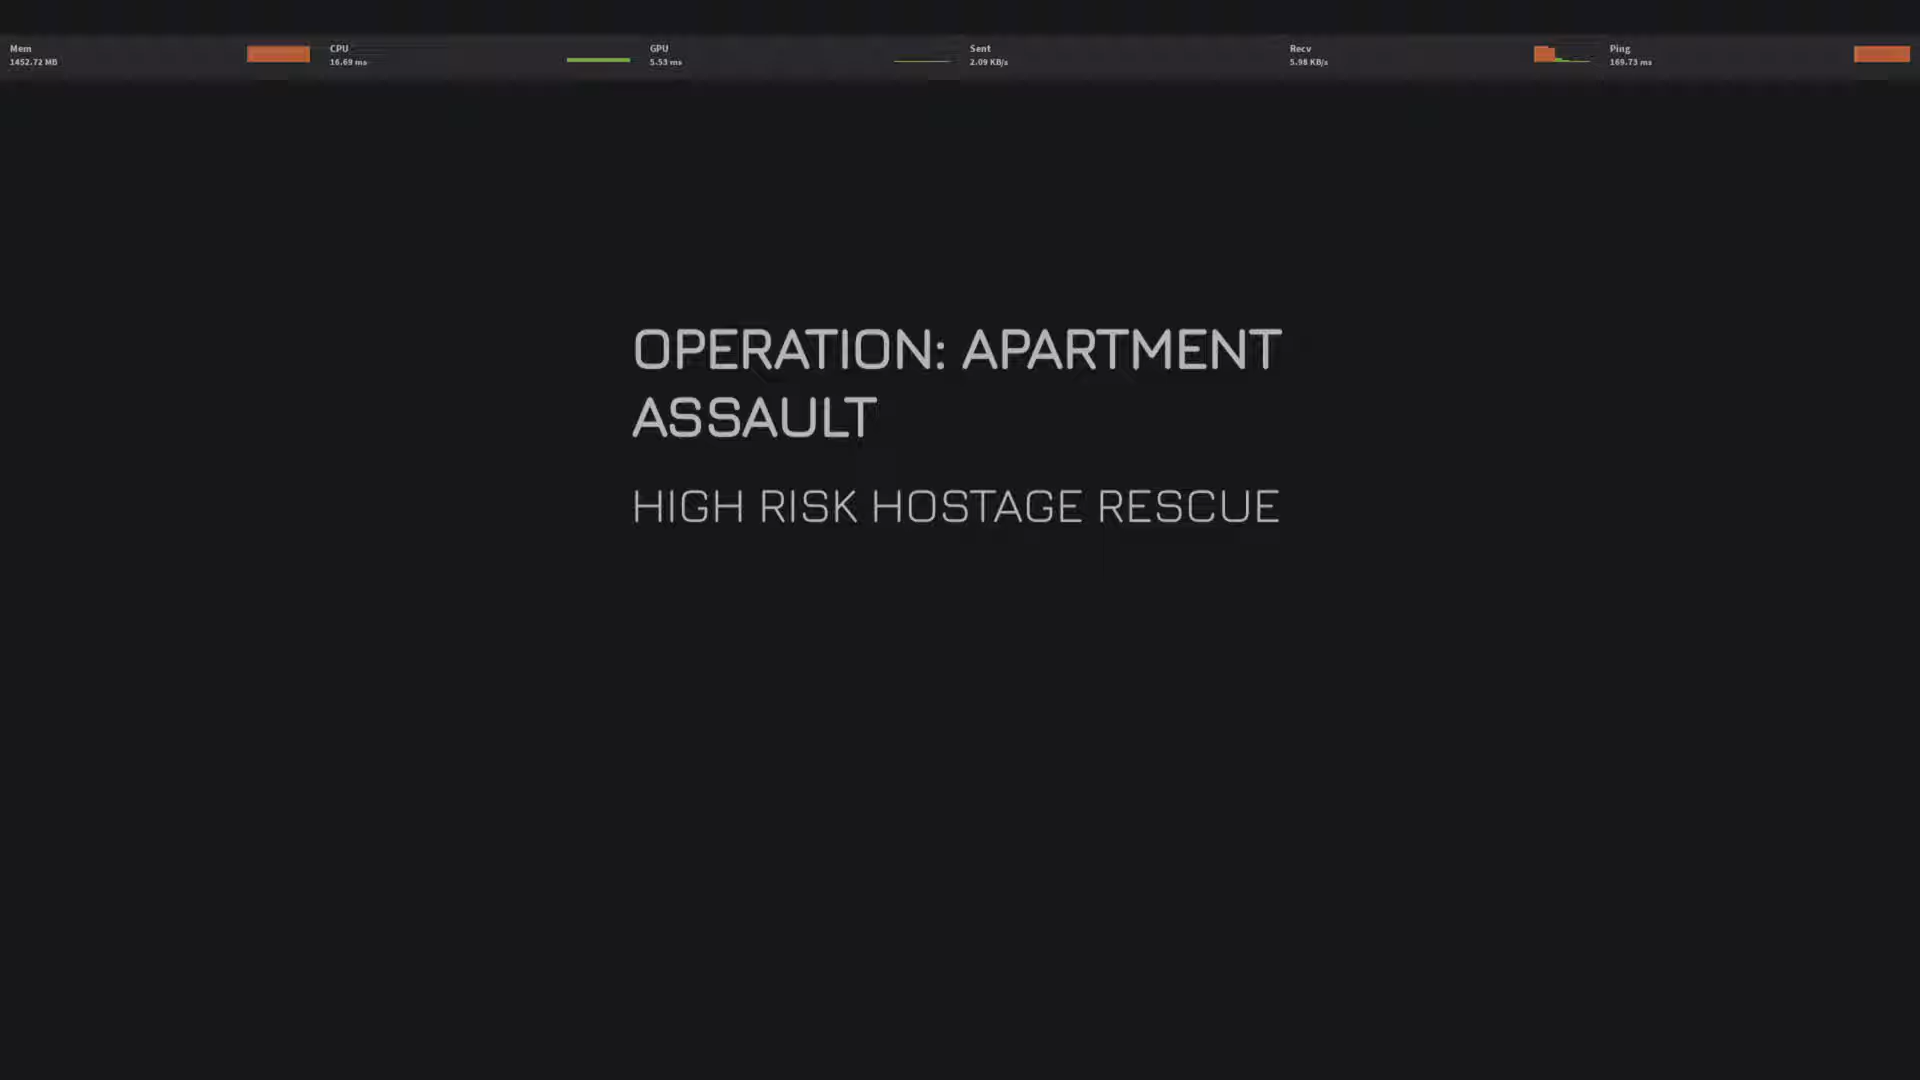 Mem
1452.72 MB
CPU
16.69 ms
GPU
5.53 ms
Sent
2.09 KB/s
Recv
5.98 KB/s
Ping
169.73 ms
OPERATION: APARTMENT
ASSAULT
HIGH RISK HOSTAGE RESCUE